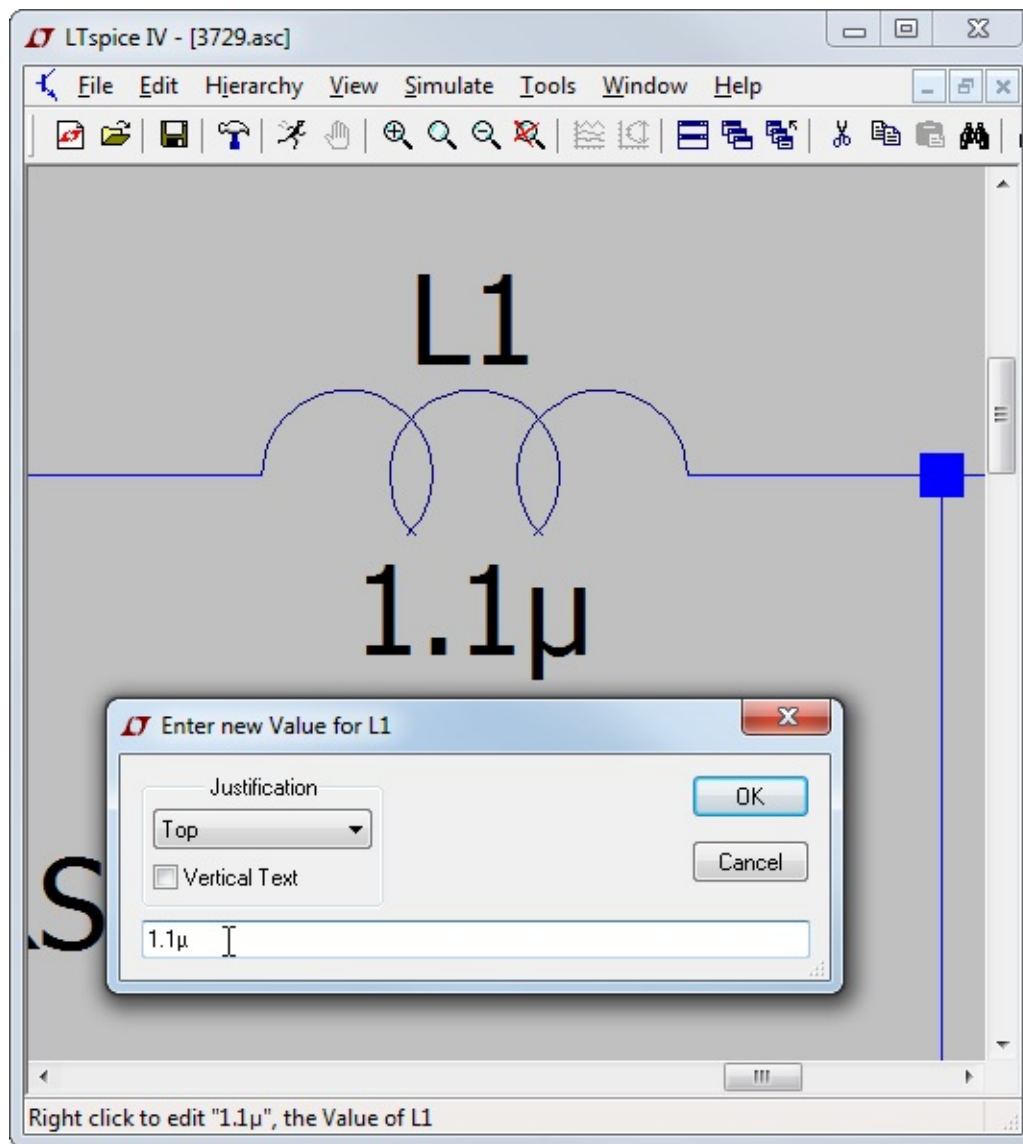 LTspice IV - [3729.asc]
File Edit Hierarchy View Simulate Tools Window Help
L1
1.1µ
Enter new Value for L1
Justification
Top
Vertical Text
OK
Cancel
1.1µ
Right click to edit "1.1µ", the Value of L1